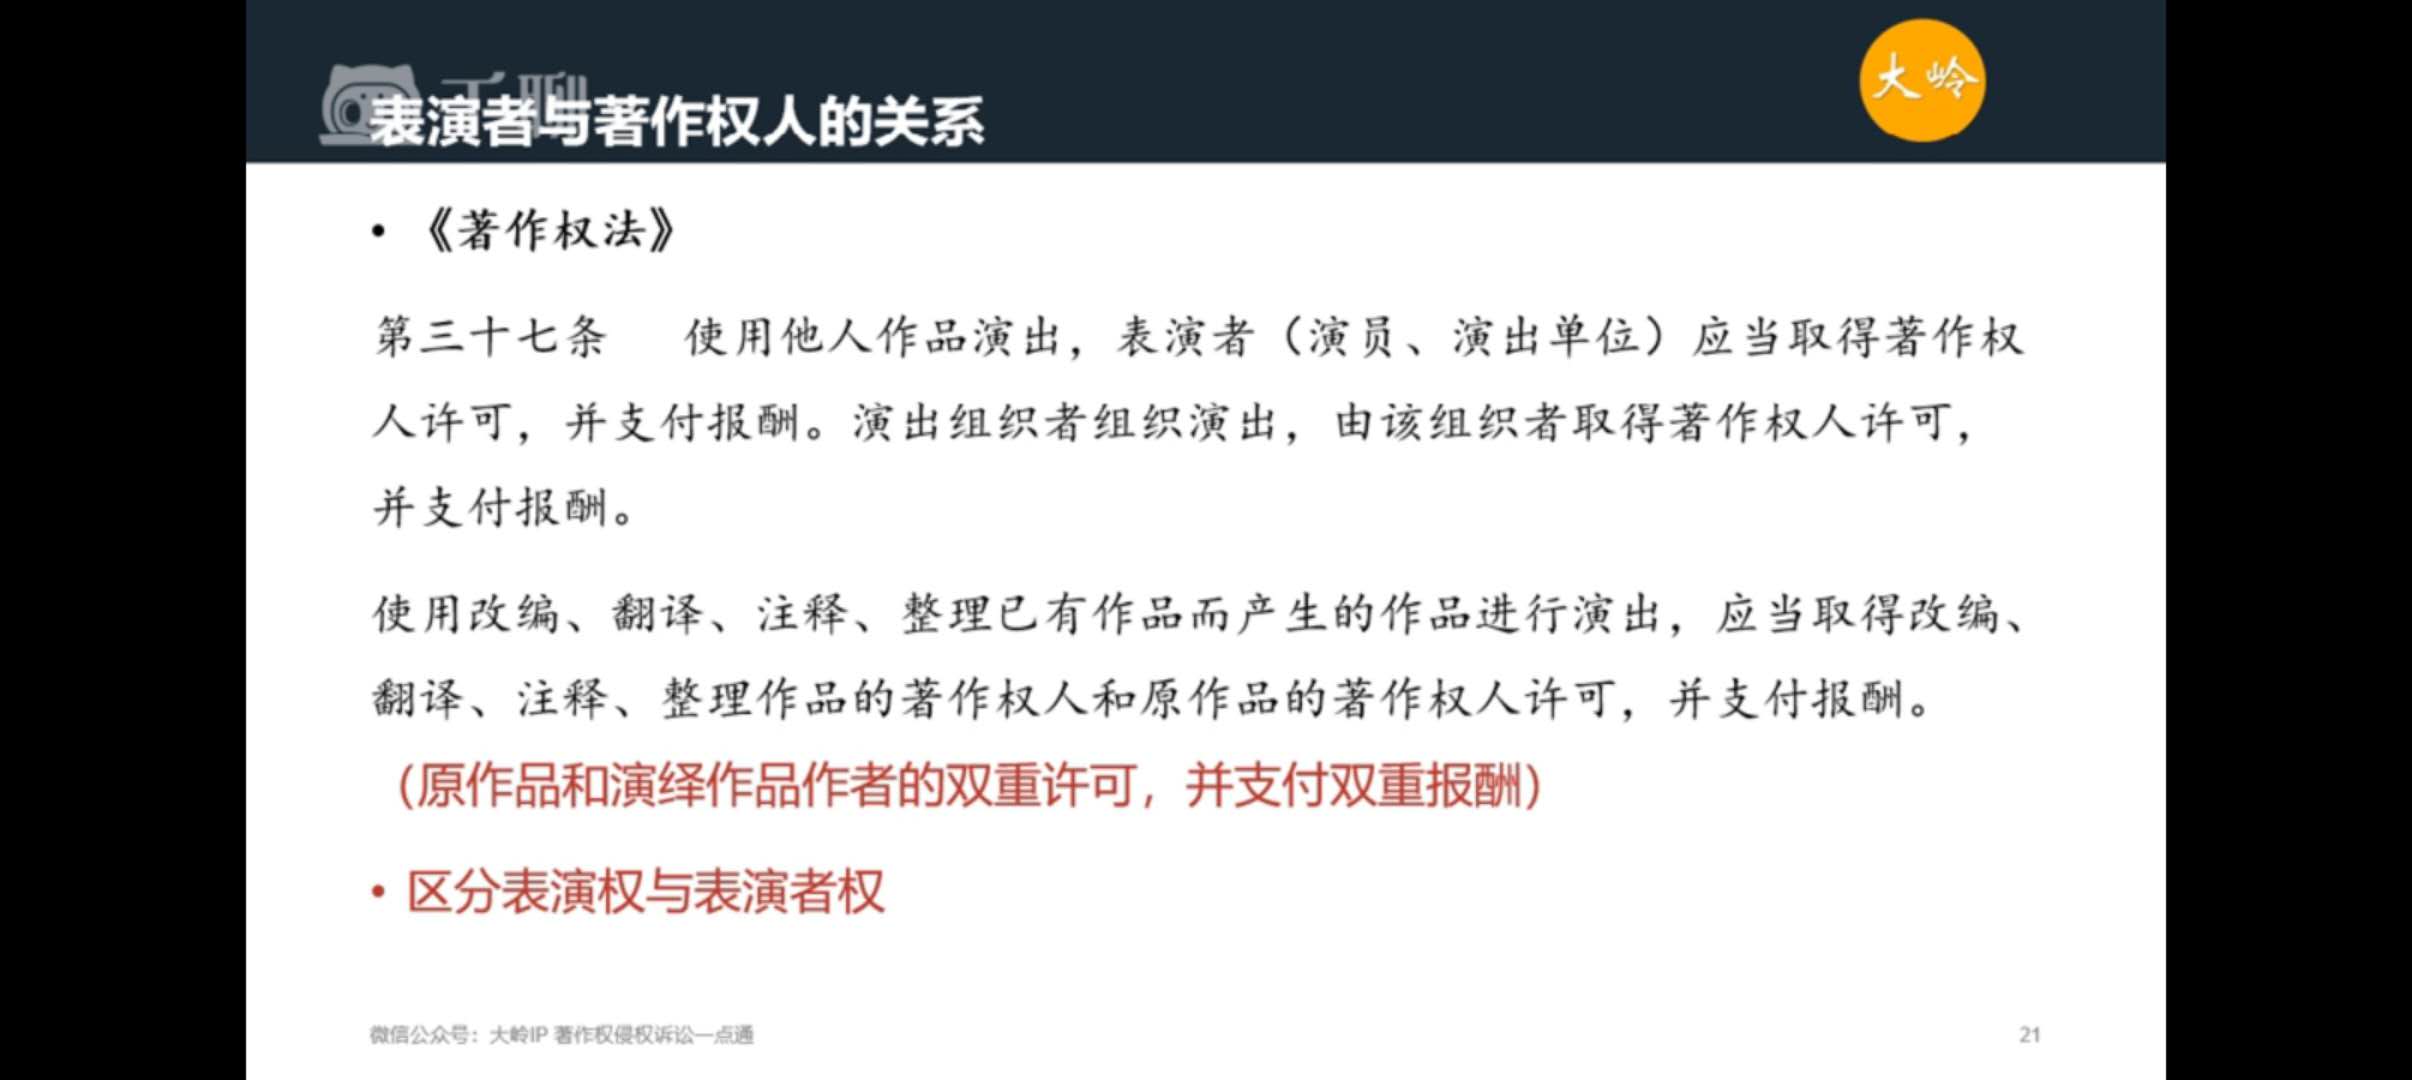 千聊
大岭
表演者与著作权人的关系
• 《著作权法》
第三十七条 使用他人作品演出，表演者（演员、演出单位）应当取得著作权
人许可，并支付报酬。演出组织者组织演出，由该组织者取得著作权人许可，
并支付报酬。
使用改编、翻译、注释、整理已有作品而产生的作品进行演出，应当取得改编、
翻译、注释、整理作品的著作权人和原作品的著作权人许可，并支付报酬。
（原作品和演绎作品作者的双重许可，并支付双重报酬）
• 区分表演权与表演者权
微信公众号：大岭IP 著作权侵权诉讼一点通
21